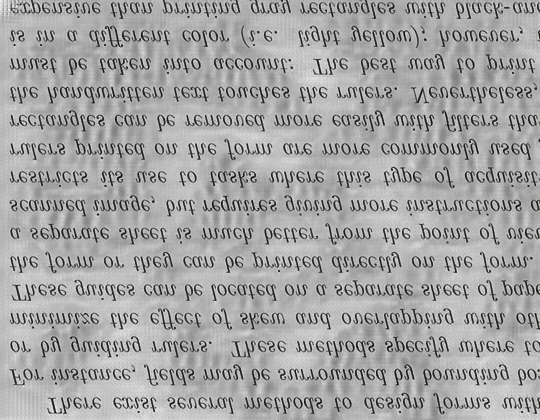 There exist several methods to design forms with
For instance, fields may be surrounded by bounding bo
or by guiding rulers. These methods specify where to
minimize the effect of skew and overlapping with oth
These guides can be located on a separate sheet of pape
the form or they can be printed directly on the form.
a separate sheet is much better from the point of view
scanned image, but requires giving more instructions a
restricts its use to tasks where this type of acquisit
rulers printed on the form are more commonly used
rectangles can be removed more easily with filters tha
the handwritten text touches the rulers. Nevertheless,
must be taken into account: The best way to print
is in a different color (i.e. light yellow); however,
expensive than printing gray rectangles with black-an